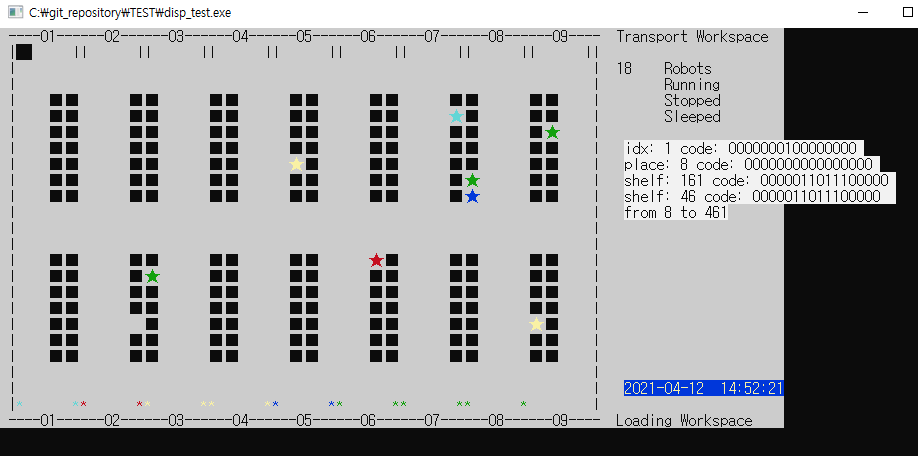 C:₩git_repository₩TEST₩disp_test.exe
----01------02------03------04------05------06------07------08------09---- Transport Workspace
18 Robots
Running
Stopped
Sleeped
idx: 1 code: 0000000100000000
place: 8 code: 0000000000000000
shelf: 161 code: 0000011011100000
shelf: 46 code: 0000011011100000
from 8 to 461
2021-04-12 14:52:21
----01------02------03------04------05------06------07------08------09---- Loading Workspace